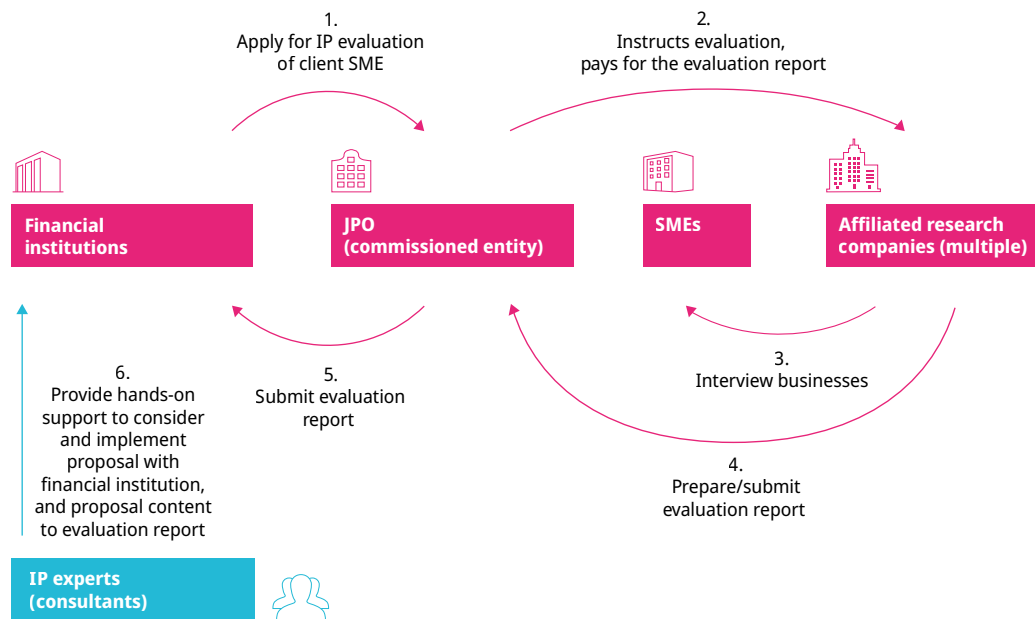 1.
Apply for IP evaluation
of client SME
2.
Instructs evaluation,
pays for the evaluation report
Financial
institutions
JPO
(commissioned entity)
SMEs
Affiliated research
companies (multiple)
3.
Interview businesses
4.
Prepare/submit
evaluation report
5.
Submit evaluation
report
6.
Provide hands-on
support to consider
and implement
proposal with
financial institution,
and proposal content
to evaluation report
IP experts
(consultants)